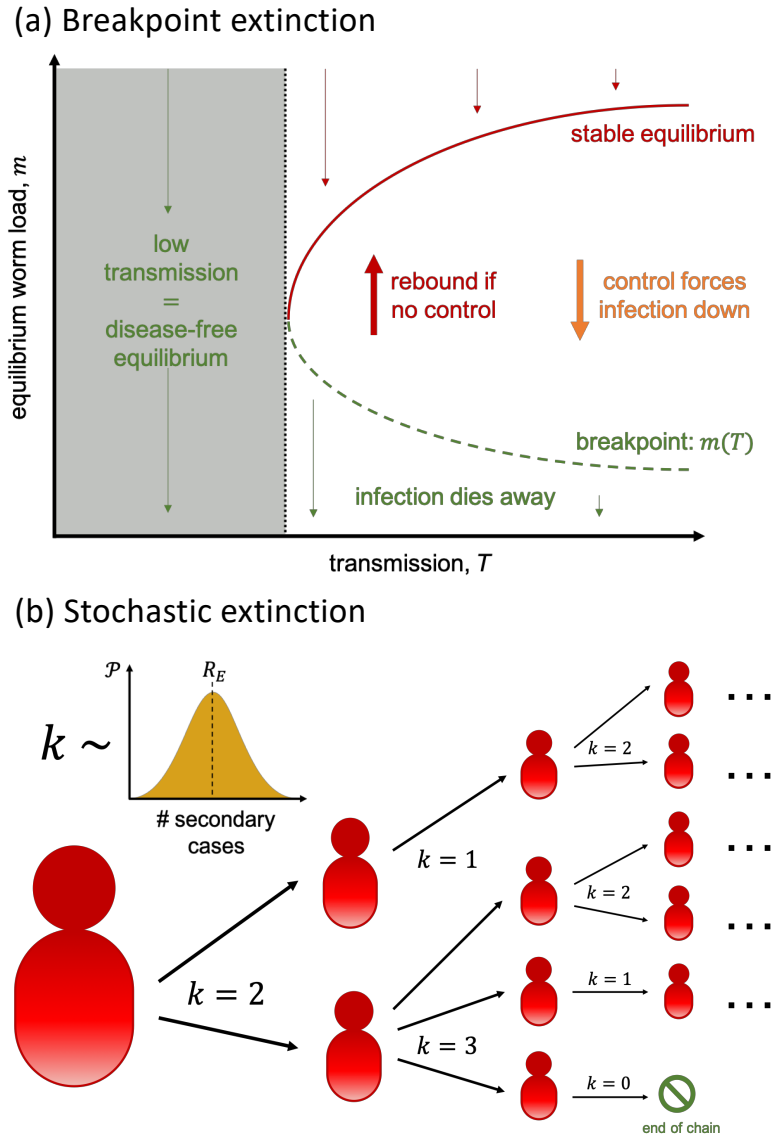 (a) Breakpoint extinction
equilibrium worm load, m
stable equilibrium
low
transmission
=
disease-free
equilibrium
rebound if
no control
control forces
infection down
breakpoint: m(T)
infection dies away
transmission, T
(b) Stochastic extinction
𝒫
R_E
k ~
# secondary
cases
k = 2
k = 1
k = 3
k = 2
k = 2
k = 1
k = 0
...
...
...
...
...
end of chain